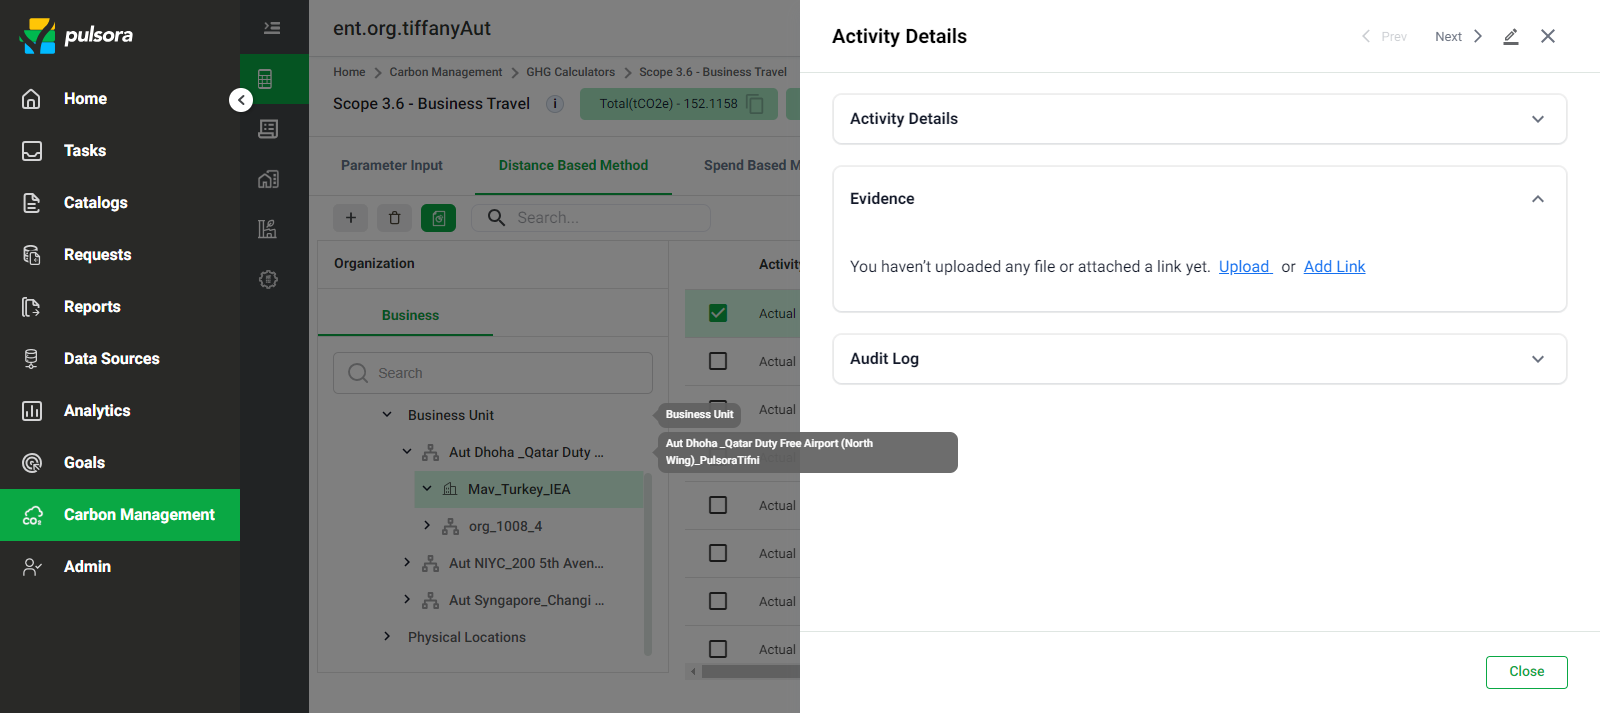 pulsora
Home
Tasks
Catalogs
Requests
Reports
Data Sources
Analytics
Goals
CO2
Carbon Management
Admin
ent.org.tiffanyAut
Home > Carbon Management > GHG Calculators > Scope 3.6 - Business Travel
Scope 3.6 - Business Travel i Total(tCO2e) - 152.1158
Parameter Input Distance Based Method Spend Based M
Search...
Organization
Business
Search
Business Unit
Aut Dhoha _Qatar Duty ...
Mav_Turkey_IEA
org_1008_4
Aut NIYC_200 5th Aven...
Aut Syngapore_Changi ...
Physical Locations
Business Unit
Aut Dhoha _Qatar Duty Free Airport (North
Wing)_PulsoraTifni
Activity
Actual
Actual
Actual
Actual
Actual
Actual
Actual
Activity Details
Prev Next
Activity Details
Evidence
You haven't uploaded any file or attached a link yet. Upload or Add Link
Audit Log
Close